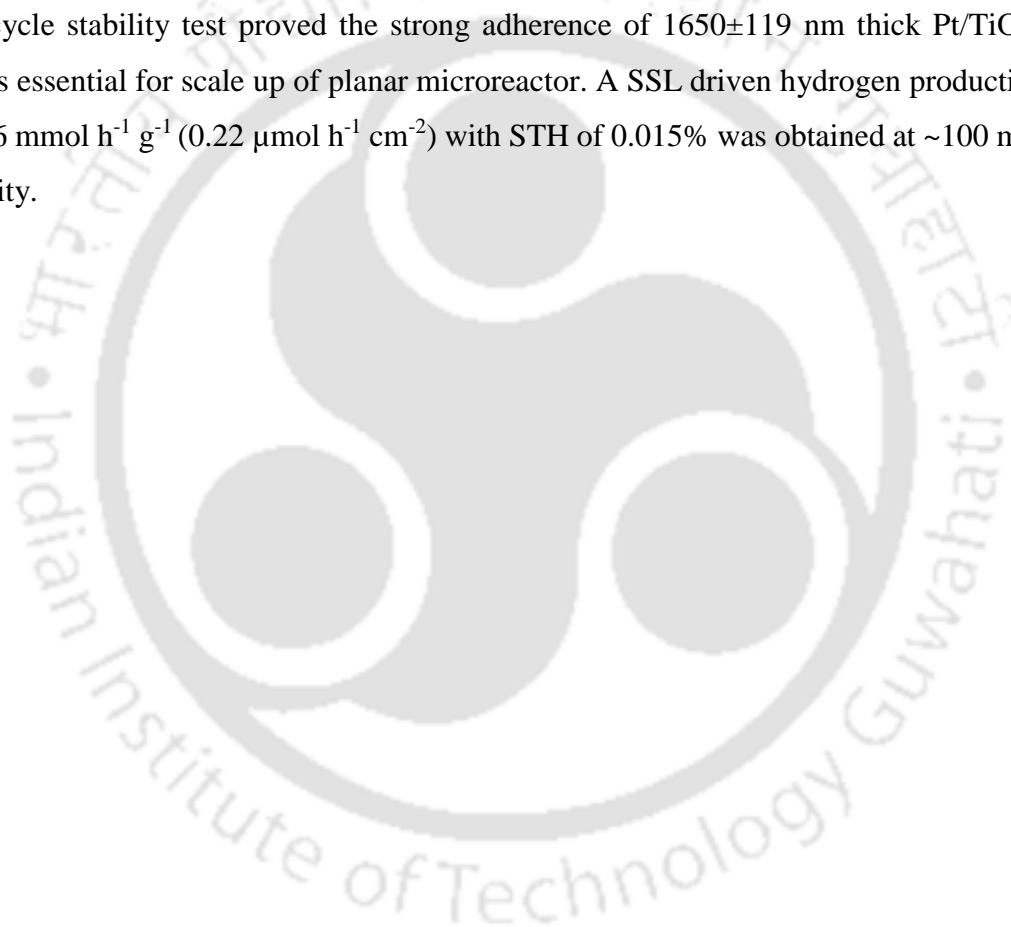 ycle stability test proved the strong adherence of 1650±119 nm thick Pt/TiO
s essential for scale up of planar microreactor. A SSL driven hydrogen producti
6 mmol h⁻¹ g⁻¹ (0.22 µmol h⁻¹ cm⁻²) with STH of 0.015% was obtained at ~100 m
ity.
Indian Institute of Technology Guwahati